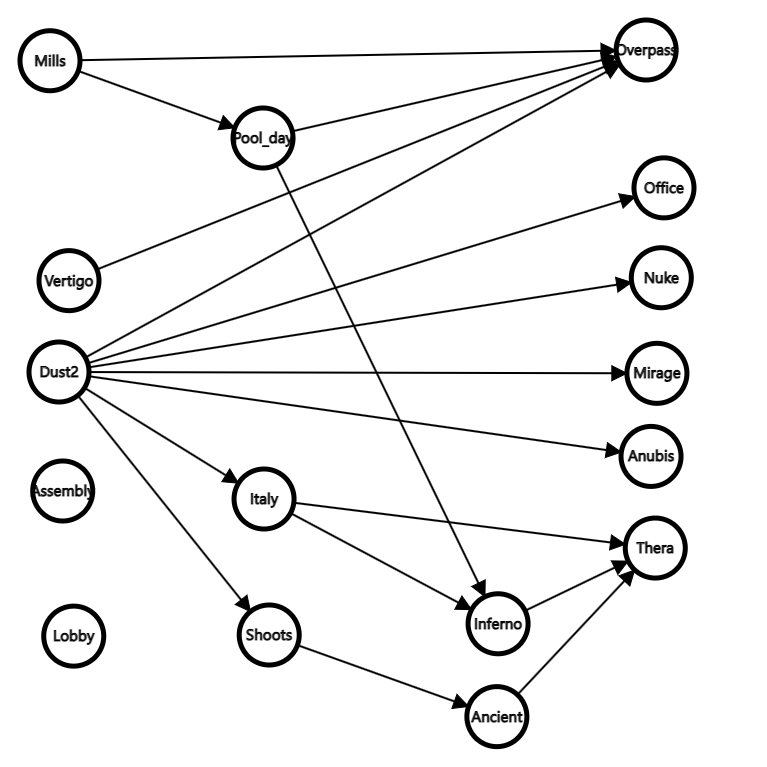 Mills
Overpass
Pool_day
Office
Vertigo
Nuke
Dust2
Mirage
Anubis
Assembly
Italy
Thera
Lobby
Shoots
Inferno
Ancient